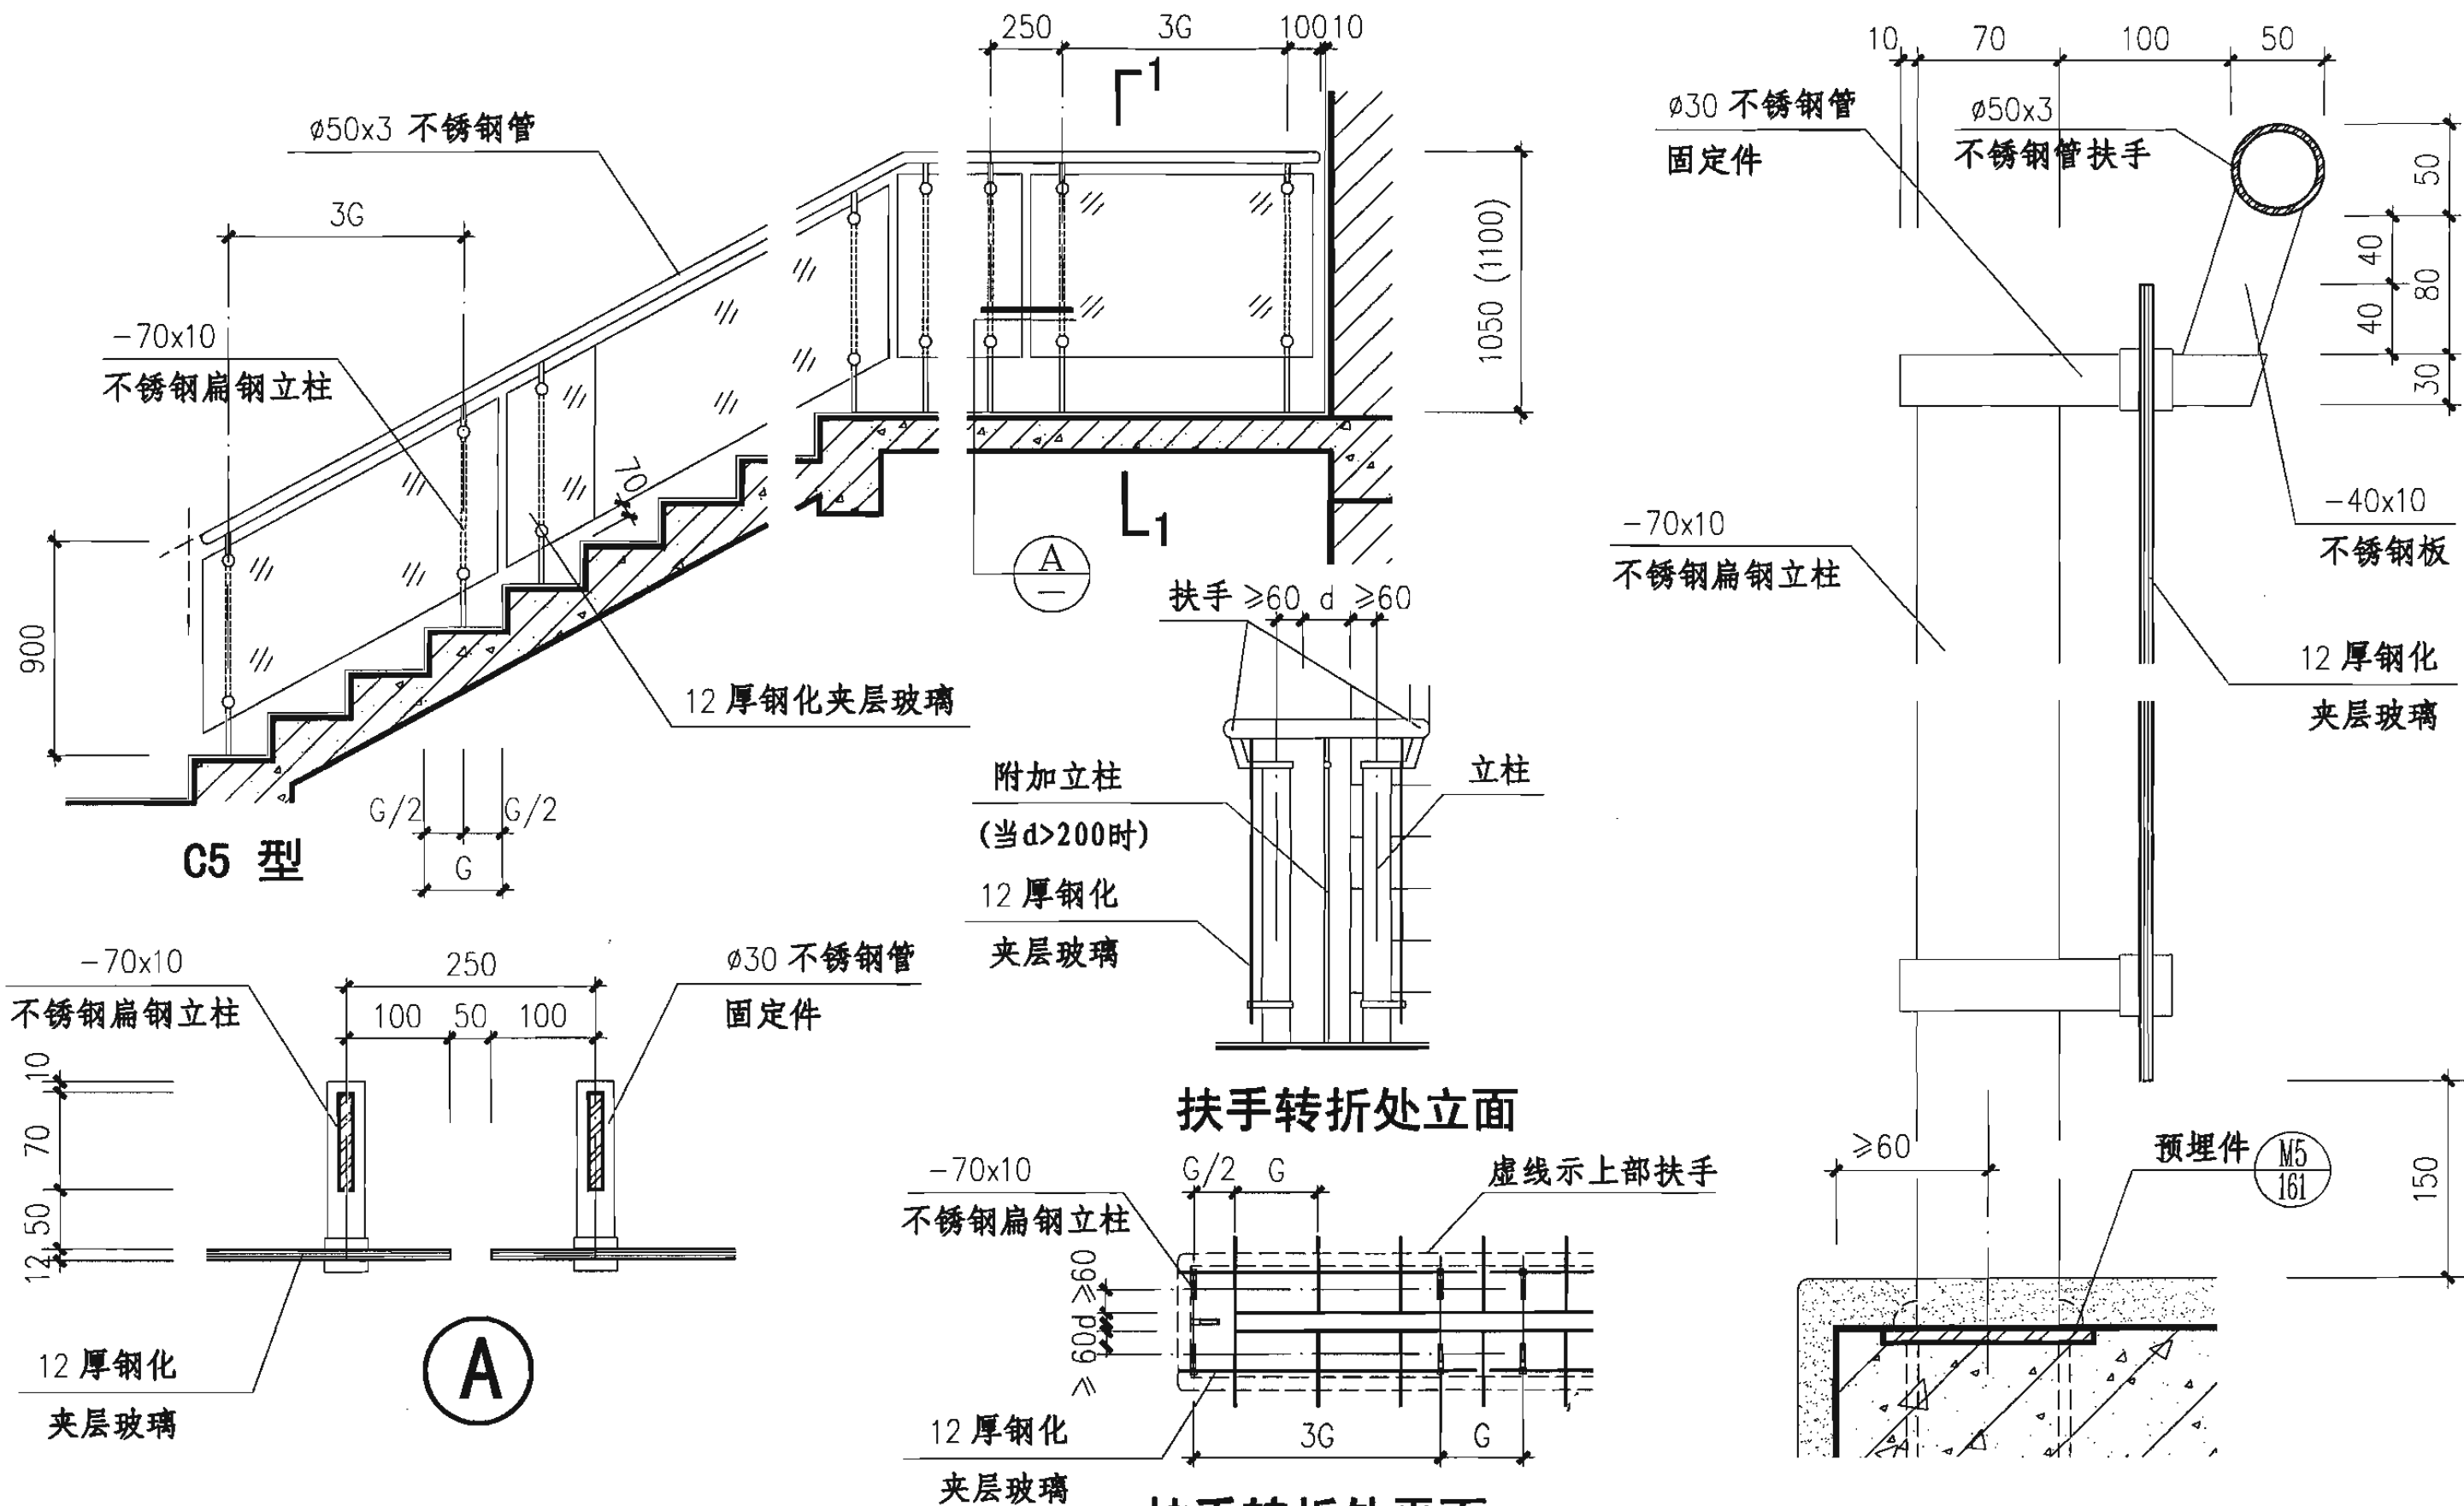 250 3G 100 10
1
ø50x3 不锈钢管
3G
-70x10
不锈钢扁钢立柱
1050 (1100)
70
900
12 厚钢化夹层玻璃
1
A
—
G/2 G/2
G
C5 型
扶手 ≥60 d ≥60
附加立柱
(当d>200时)
立柱
12 厚钢化
夹层玻璃
扶手转折处立面
-70x10
不锈钢扁钢立柱
250
100 50 100
ø30 不锈钢管
固定件
10
70
50
12
12 厚钢化
夹层玻璃
A
-70x10
不锈钢扁钢立柱
G/2 G
虚线示上部扶手
≥60
d
≥60
12 厚钢化
夹层玻璃
3G G
扶手转折处平面
10 70 100 50
ø30 不锈钢管
固定件
ø50x3
不锈钢管扶手
50
40
80
40
30
-70x10
不锈钢扁钢立柱
-40x10
不锈钢板
12 厚钢化
夹层玻璃
≥60
预埋件
M5
161
150